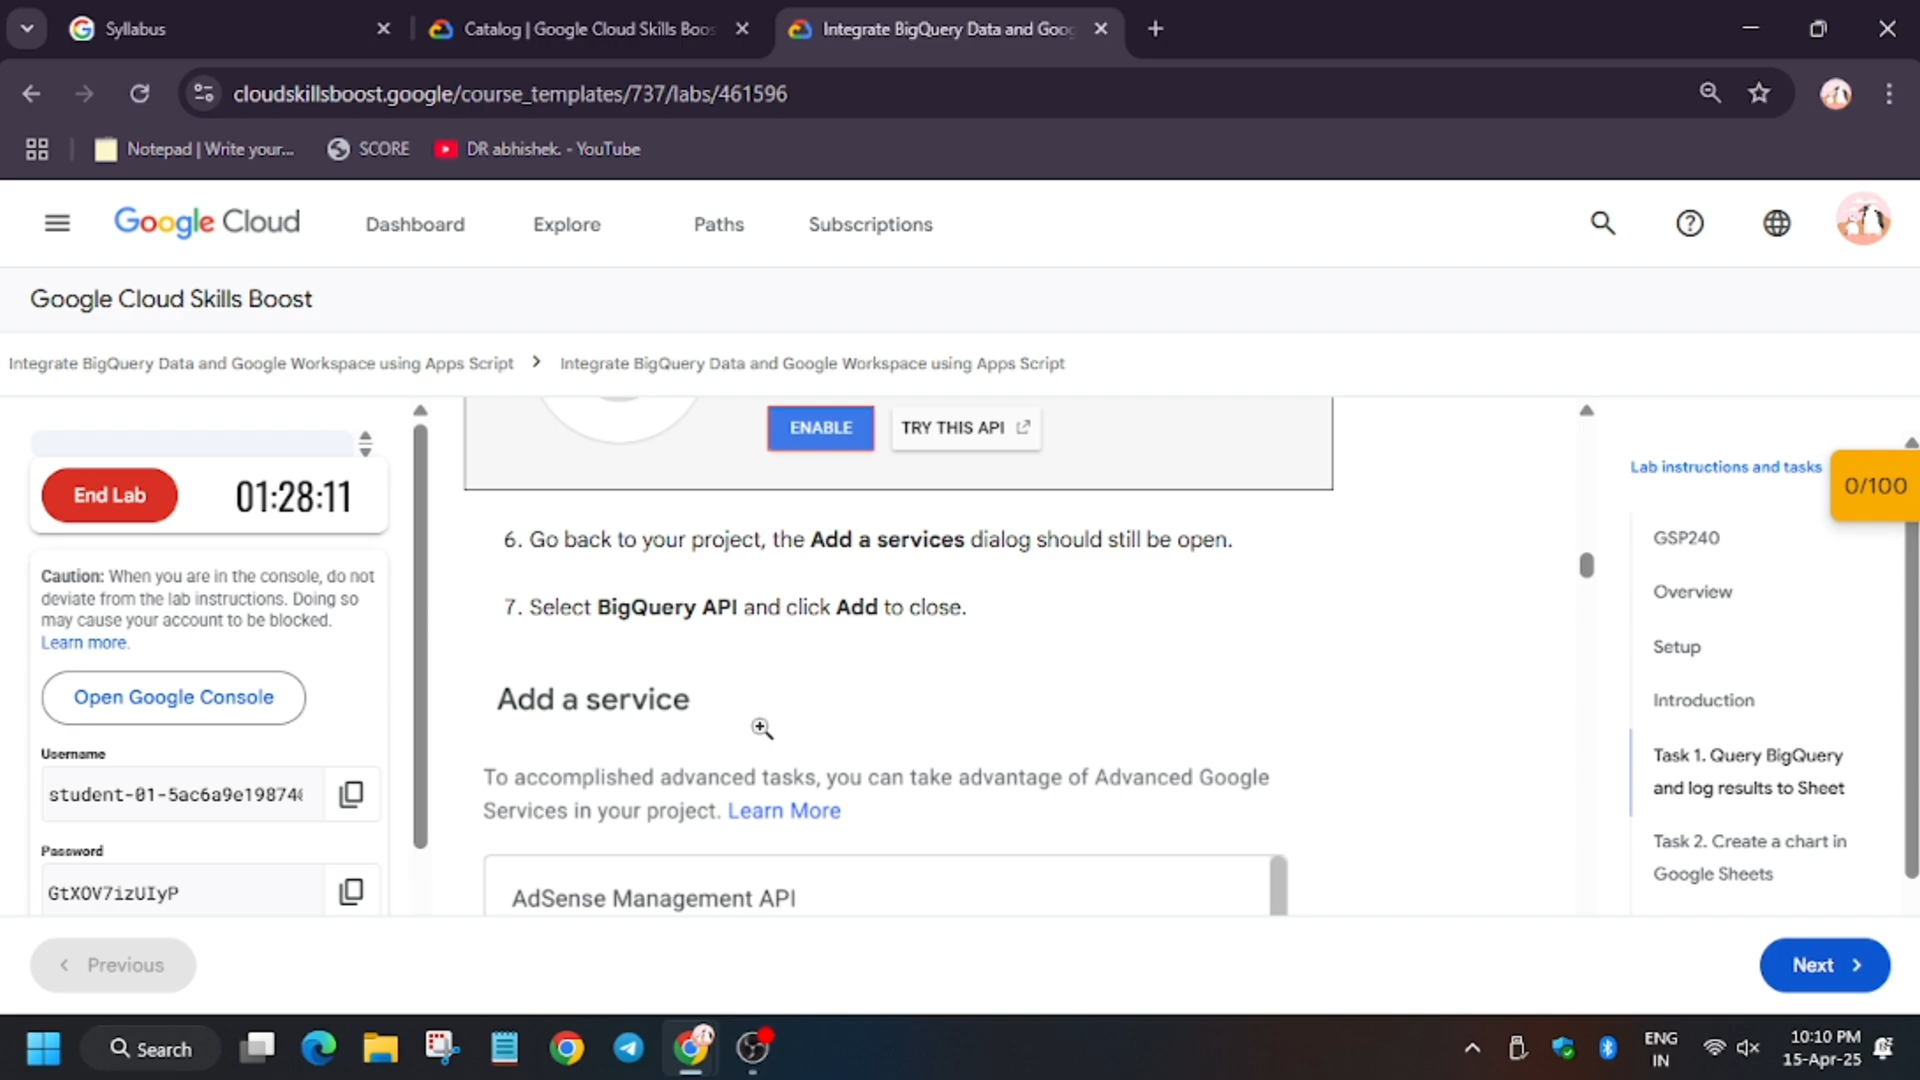 Syllabus
Catalog | Google Cloud Skills Boos
Integrate BigQuery Data and Goog
cloudskillsboost.google/course_templates/737/labs/461596
Notepad | Write your...
SCORE
DR abhishek. - YouTube
Google Cloud
Dashboard
Explore
Paths
Subscriptions
Google Cloud Skills Boost
Integrate BigQuery Data and Google Workspace using Apps Script
Integrate BigQuery Data and Google Workspace using Apps Script
End Lab
01:28:11
Caution: When you are in the console, do not
deviate from the lab instructions. Doing so
may cause your account to be blocked.
Learn more.
Open Google Console
Username
student-01-5ac6a9e19874
Password
GtXOV7izUIyP
ENABLE
TRY THIS API
6. Go back to your project, the Add a services dialog should still be open.
7. Select BigQuery API and click Add to close.
Add a service
To accomplished advanced tasks, you can take advantage of Advanced Google
Services in your project. Learn More
AdSense Management API
Lab instructions and tasks
0/100
GSP240
Overview
Setup
Introduction
Task 1. Query BigQuery
and log results to Sheet
Task 2. Create a chart in
Google Sheets
Previous
Next
Search
ENG
IN
10:10 PM
15-Apr-25